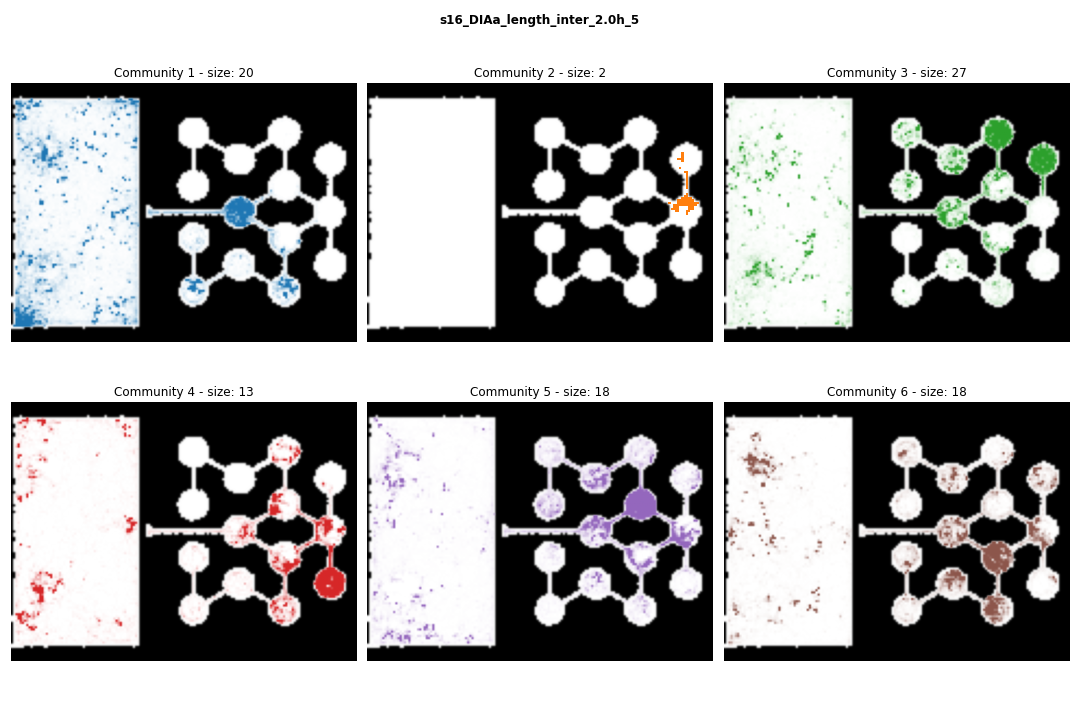 s16_DIAa_length_inter_2.0h_5
Community 1 - size: 20
Community 2 - size: 2
Community 3 - size: 27
Community 4 - size: 13
Community 5 - size: 18
Community 6 - size: 18